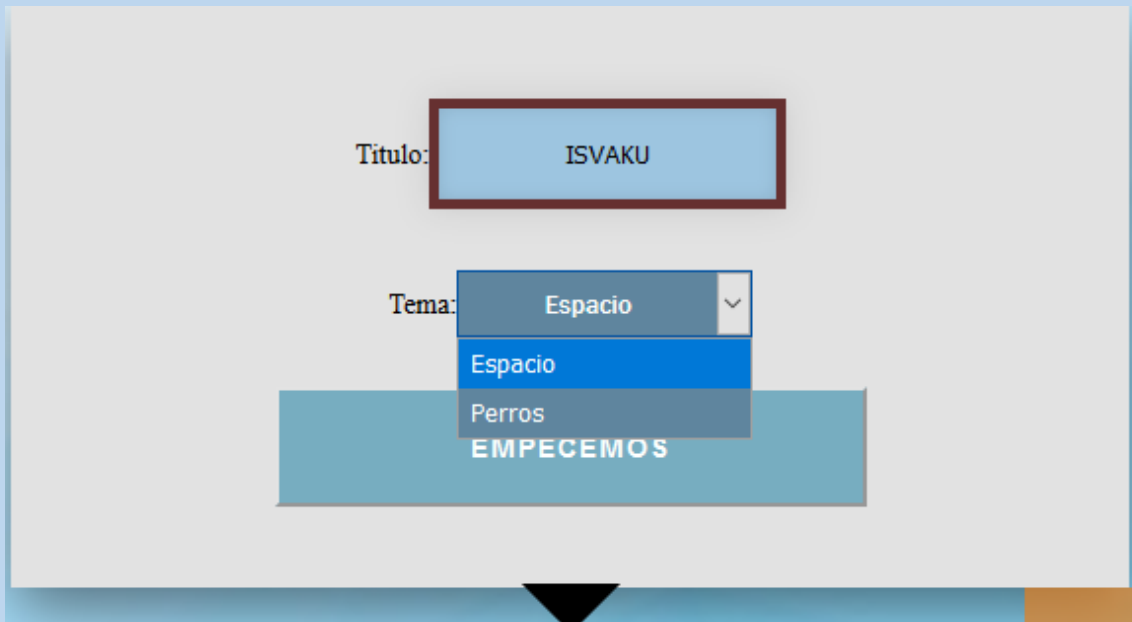 Titulo: ISVAKU
Tema: Espacio
Espacio
Perros
EMPECEMOS